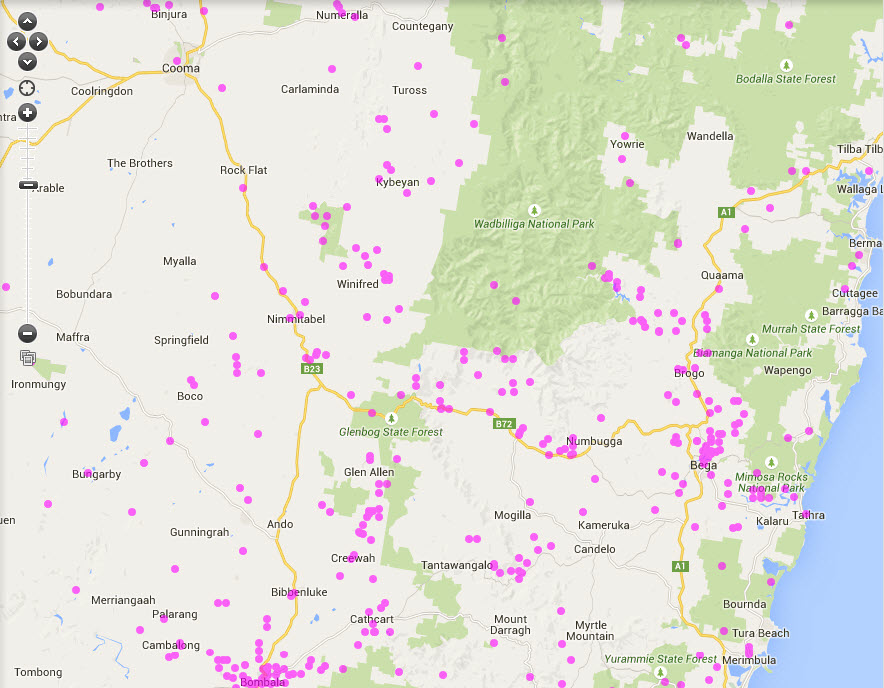 Binjura
Numeralla
Countegany
Cooma
Bodalla State Forest
Coolringdon
Carlaminda
Tuross
ntra
Yowrie
Wandella
Tilba Tilb
The Brothers
Rock Flat
Kybeyan
Arable
Wallaga L
A1
Wadbilliga National Park
Berma
Myalla
Quaama
Winifred
Cuttagee
Bobundara
Barragga Ba
Nimmitabel
Murrah State Forest
Maffra
Springfield
Biamanga National Park
B23
Brogo
Wapengo
Ironmungy
Boco
B72
Glenbog State Forest
Numbugga
Bega
Glen Allen
Bungarby
Mimosa Rocks
National Park
Mogilla
Tathra
uen
Ando
Kameruka
Kalaru
Gunningrah
Candelo
Creewah
Tantawangalo
A1
Bibbenluke
Merriangaah
Bournda
Palarang
Cathcart
Mount
Darragh
Myrtle
Mountain
Tura Beach
Cambalong
Yurammie State Forest
Merimbula
Tombong
Bombala